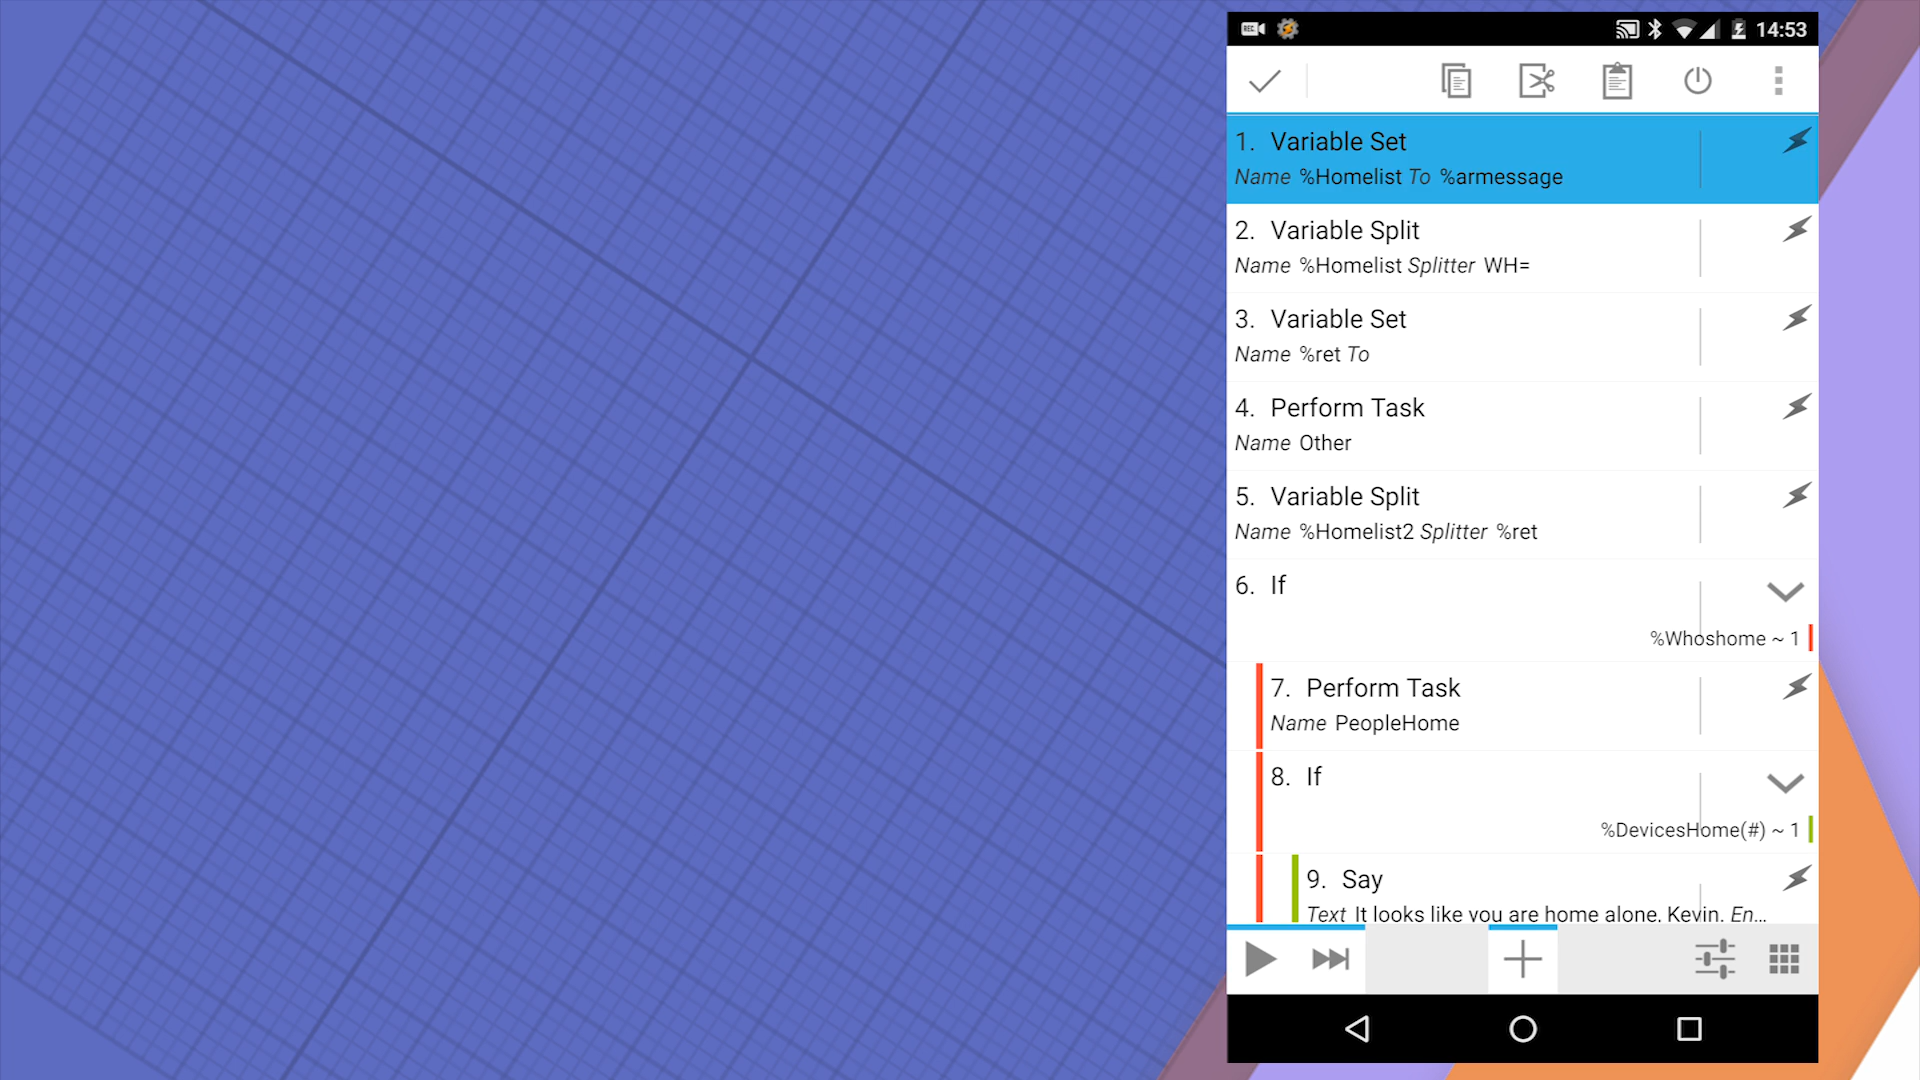 REC
14:53
1. Variable Set
Name %Homelist To %armessage
2. Variable Split
Name %Homelist Splitter WH=
3. Variable Set
Name %ret To
4. Perform Task
Name Other
5. Variable Split
Name %Homelist2 Splitter %ret
6. If
%Whoshome ~ 1
7. Perform Task
Name PeopleHome
8. If
%DevicesHome(#) ~ 1
9. Say
Text It looks like you are home alone, Kevin. En...